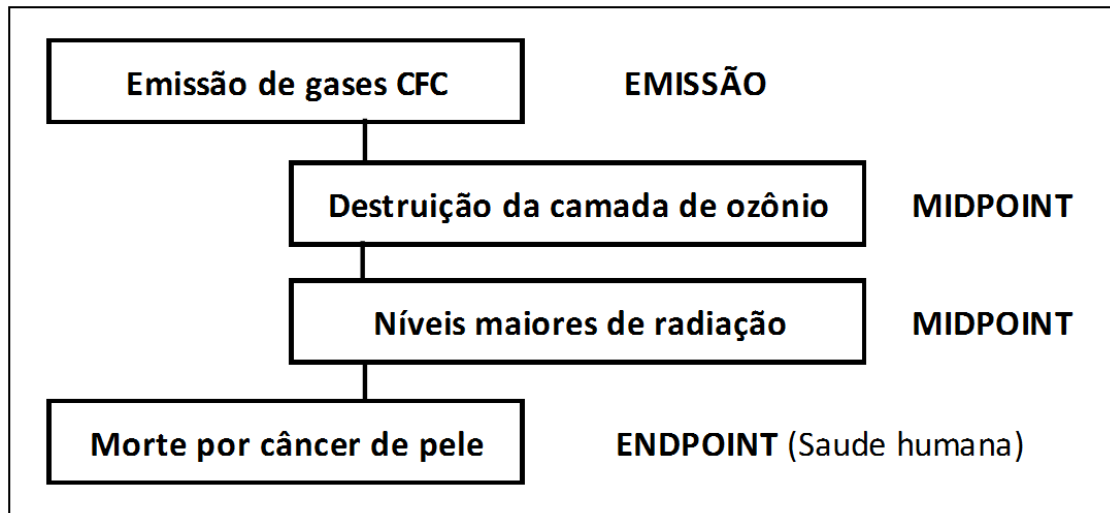 Emissão de gases CFC EMISSÃO
Destruição da camada de ozônio MIDPOINT
Níveis maiores de radiação MIDPOINT
Morte por câncer de pele ENDPOINT (Saude humana)